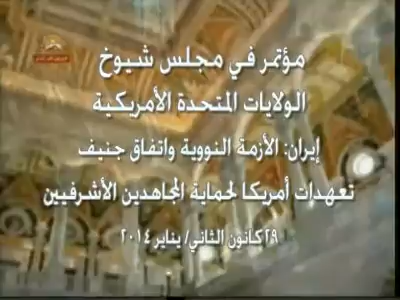 مؤتمر في مجلس شيوخ
الولايات المتحدة الأمريكية
إيران: الأزمة النووية واتفاق جنيف
تعهدات أمريكا لحماية المجاهدين الأشرفيين
٢٩ كانون الثاني/ يناير ٢٠١٤